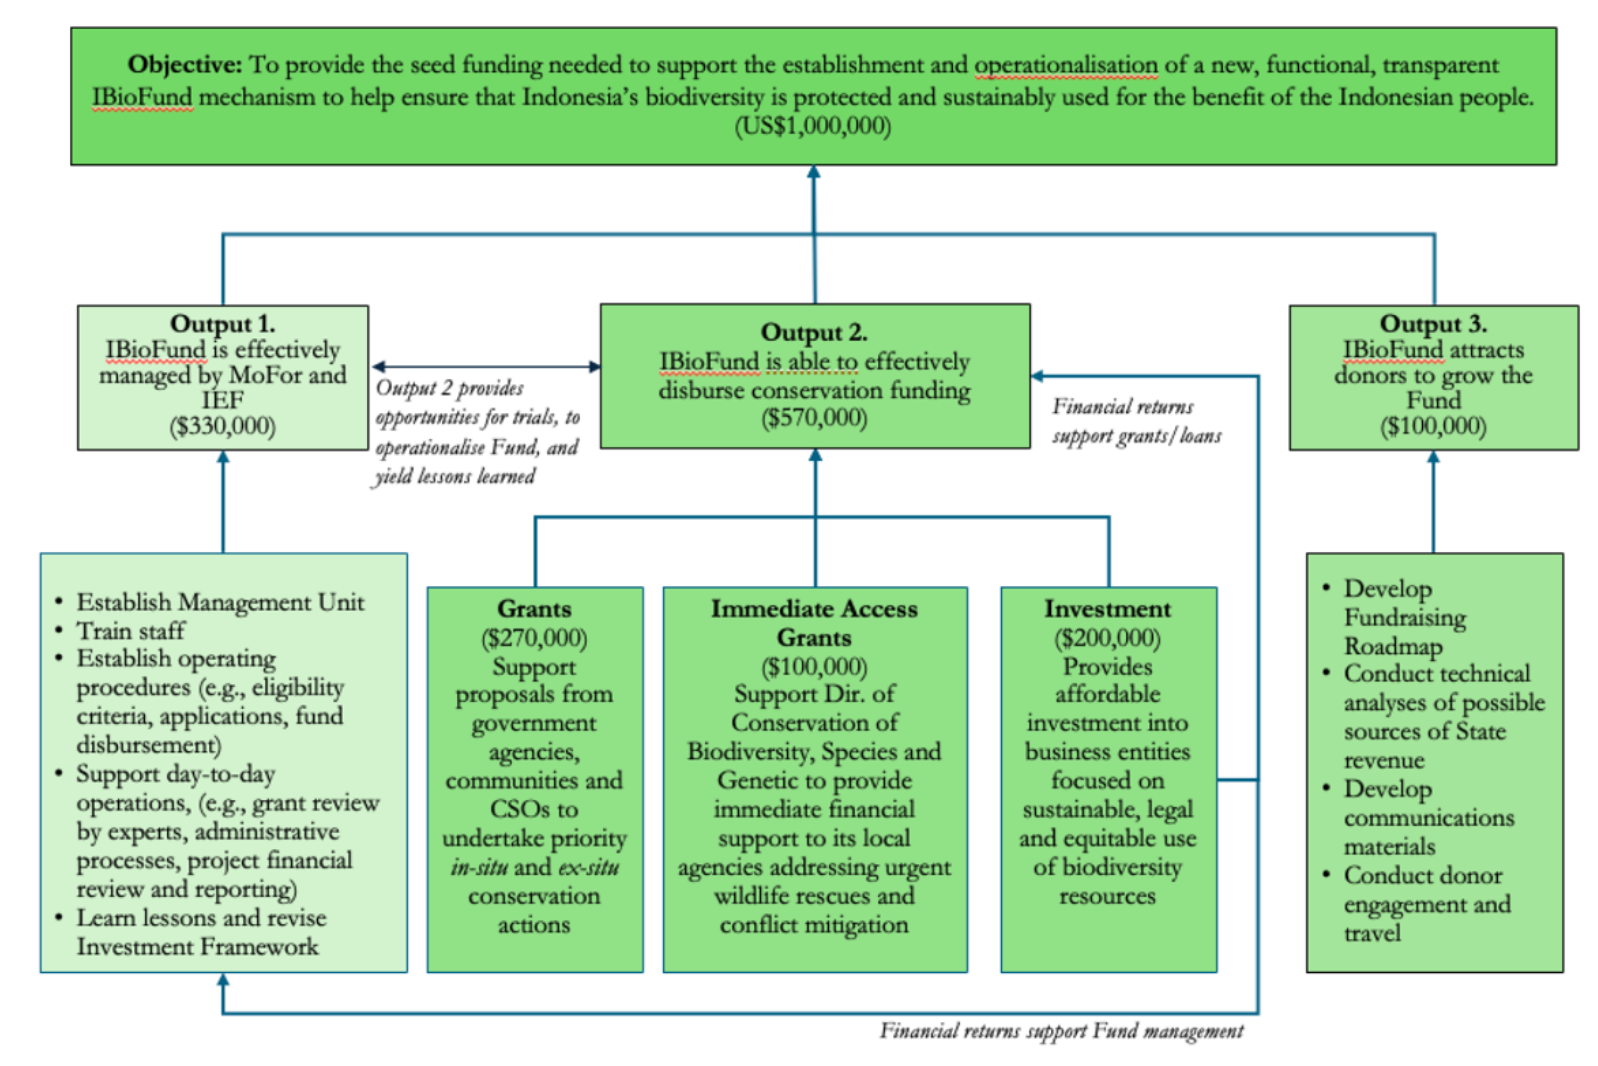 Objective: To provide the seed funding needed to support the establishment and operationalisation of a new, functional, transparent
IBioFund mechanism to help ensure that Indonesia's biodiversity is protected and sustainably used for the benefit of the Indonesian people.
(US$1,000,000)
Output 1.
IBioFund is effectively
managed by MoFor and
IEF
($330,000)
Output 2 provides
opportunities for trials, to
operationalise Fund, and
yield lessons learned
Output 2.
IBioFund is able to effectively
disburse conservation funding
($570,000)
Financial returns
support grants/loans
Output 3.
IBioFund attracts
donors to grow the
Fund
($100,000)
• Establish Management Unit
• Train staff
• Establish operating
procedures (e.g., eligibility
criteria, applications, fund
disbursement)
• Support day-to-day
operations, (e.g., grant review
by experts, administrative
processes, project financial
review and reporting)
• Learn lessons and revise
Investment Framework
Grants
($270,000)
Support
proposals from
government
agencies,
communities and
CSOs to
undertake priority
in-situ and ex-situ
conservation
actions
Immediate Access
Grants
($100,000)
Support Dir. of
Conservation of
Biodiversity, Species and
Genetic to provide
immediate financial
support to its local
agencies addressing urgent
wildlife rescues and
conflict mitigation
Investment
($200,000)
Provides
affordable
investment into
business entities
focused on
sustainable, legal
and equitable use
of biodiversity
resources
• Develop
Fundraising
Roadmap
• Conduct technical
analyses of possible
sources of State
revenue
• Develop
communications
materials
• Conduct donor
engagement and
travel
Financial returns support Fund management